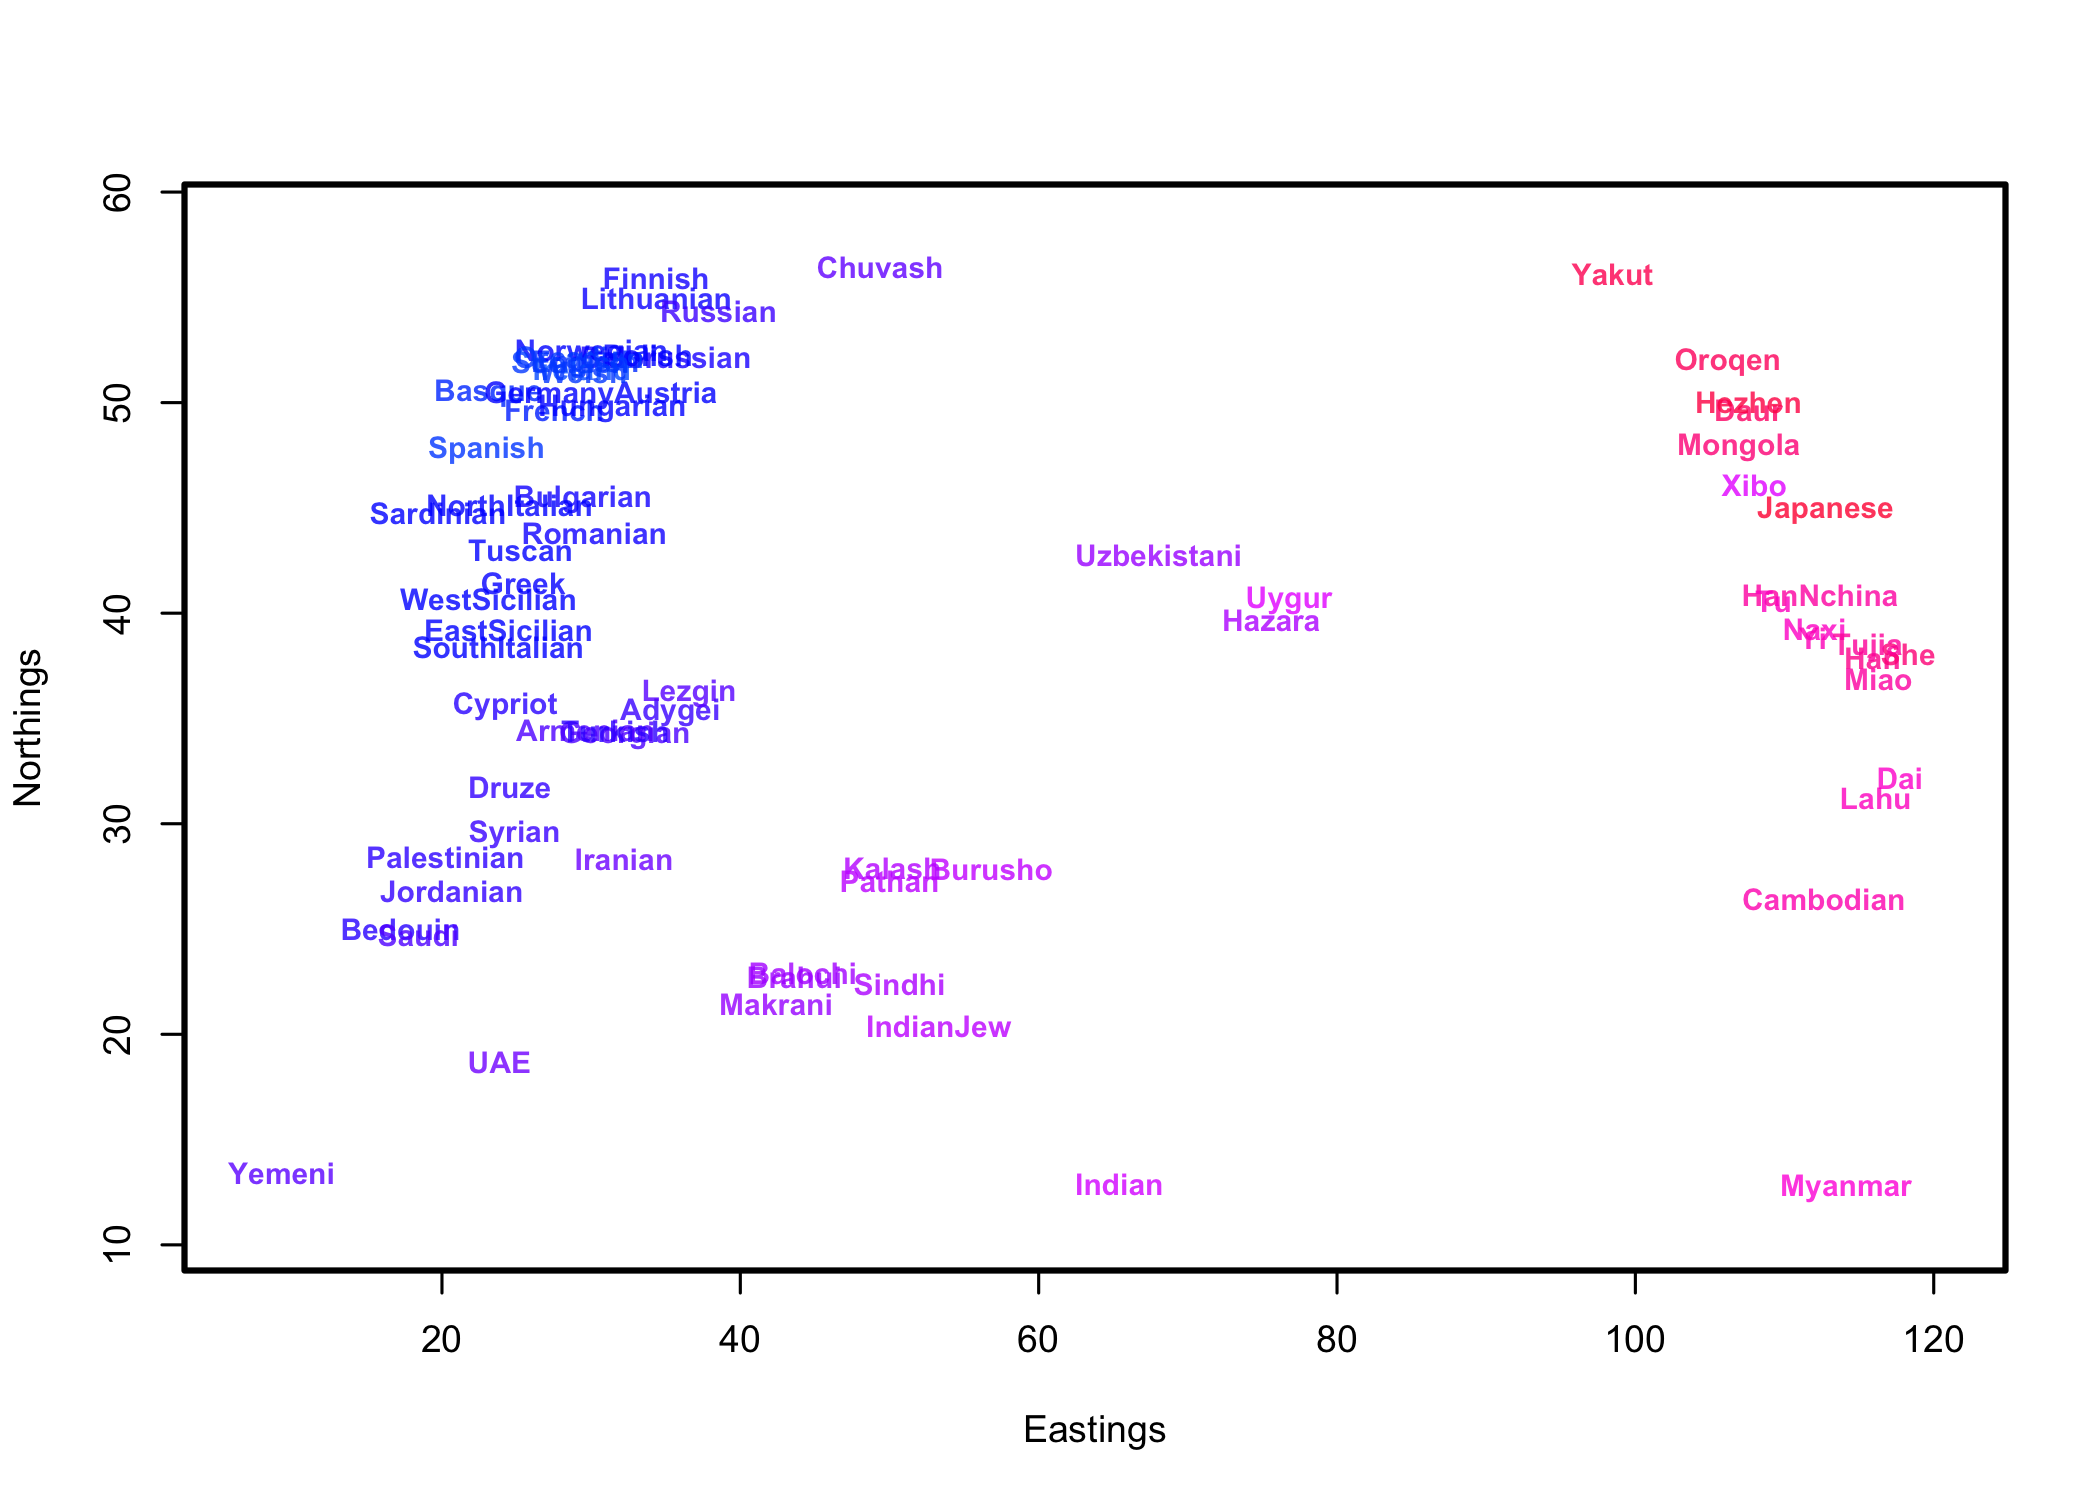 60
Chuvash
Yakut
Finnish
Lithuanian
Russian
Norwegian
Oroqen
Welsh
50
Basque
GermanyAustria
Hezhen
French
Hungarian
Daur
Spanish
Mongola
Xibo
Bulgarian
NorthItalian
Sardinian
Japanese
Romanian
Tuscan
Uzbekistani
Greek
40
WestSicilian
Uygur
HanNchina
Tu
Hazara
EastSicilian
Naxi
Yi
Tujia
SouthItalian
Han
She
Miao
Lezgin
Cypriot
Adygei
Armenian
Turkish
Georgian
Druze
Dai
Lahu
30
Syrian
Palestinian
Iranian
Kalash
Burusho
Pathan
Jordanian
Cambodian
Bedouin
Saudi
Balochi
Brahui
Sindhi
Makrani
IndianJew
20
UAE
Yemeni
Indian
Myanmar
10
Northings
20 40 60 80 100 120
Eastings